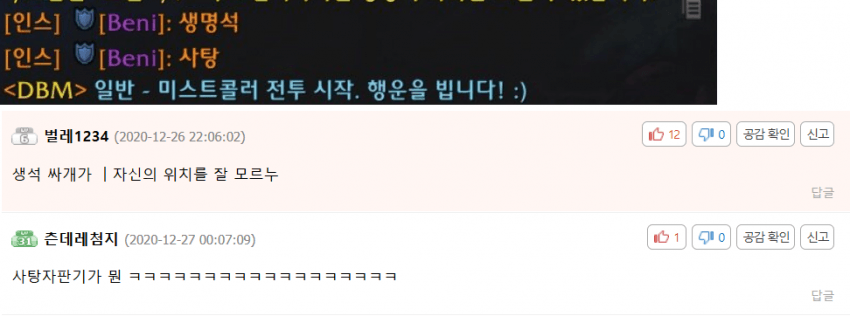 [인스] [Beni]: 생명석
[인스] [Beni]: 사탕
<DBM> 일반 - 미스트콜러 전투 시작. 행운을 빕니다! :)
벌레1234 (2020-12-26 22:06:02) 12 0 공감 확인 신고
생석 싸개가 ㅣ자신의 위치를 잘 모르누
답글
31 츤데레첨지 (2020-12-27 00:07:09) 1 0 공감 확인 신고
사탕자판기가 뭔 ㅋㅋㅋㅋㅋㅋㅋㅋㅋㅋㅋㅋㅋㅋㅋㅋㅋㅋ
답글